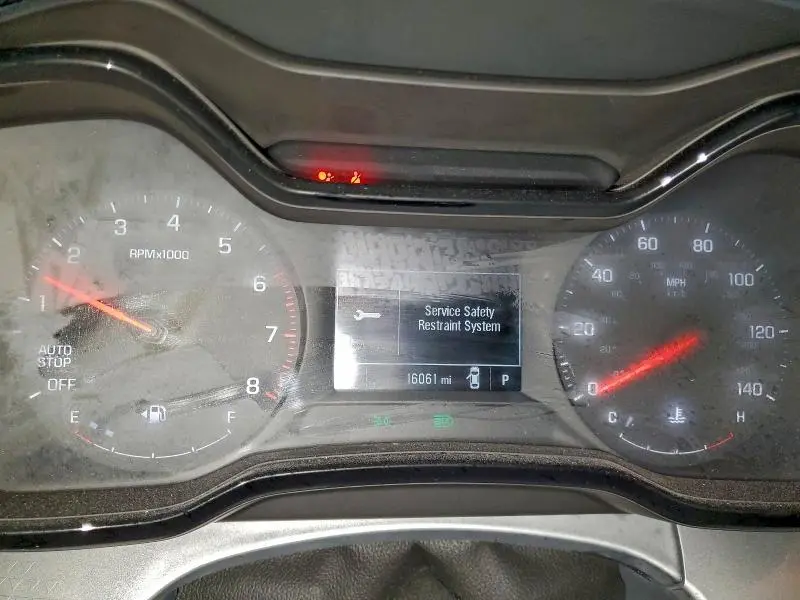 1 2 3 4 5 6 7 8
RPMx1000
AUTO
STOP
OFF
E F
Service Safety
Restraint System
16061 mi P
0 20 40 60 80 100 120 140
MPH
C H